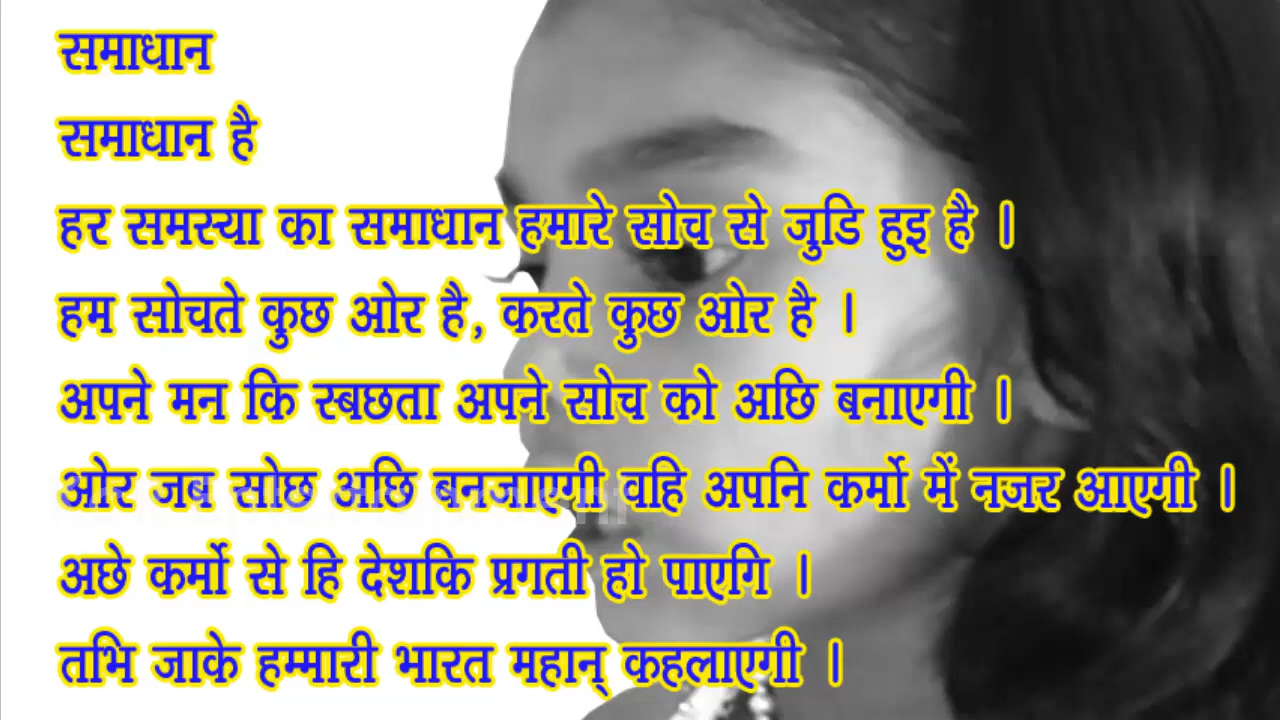 समाधान
समाधान है
हर समस्या का समाधान हमारे सोच से जुडि हुइ है ।
हम सोचते कुछ ओर है, करते कुछ ओर है ।
अपने मन कि स्बछता अपने सोच को अछि बनाएगी ।
ओर जब सोछ अछि बनजाएगी वहि अपनि कर्मो में नजर आएगी ।
अछे कर्मो से हि देशकि प्रगती हो पाएगि ।
तभि जाके हम्मारी भारत महान् कहलाएगी ।